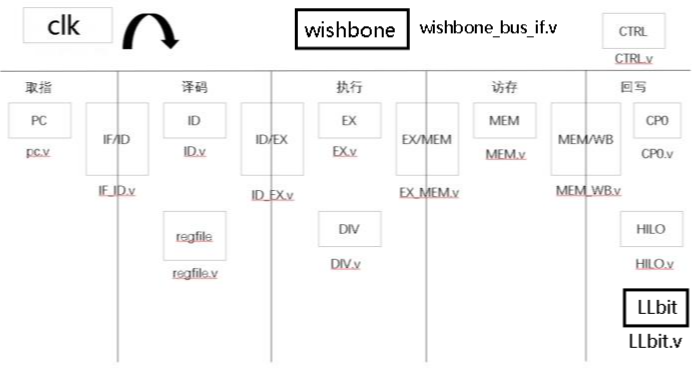 clk
wishbone wishbone_bus_if.v
CTRL
CTRL.v
取指 译码 执行 访存 回写
PC IF/ID ID ID/EX EX EX/MEM MEM MEM/WB CP0
pc.v ID.v EX.v MEM.v CP0.v
IF_ID.v ID_EX.v EX_MEM.v MEM_WB.v
regfile DIV HILO
regfile.v DIV.v HILO.v
LLbit
LLbit.v